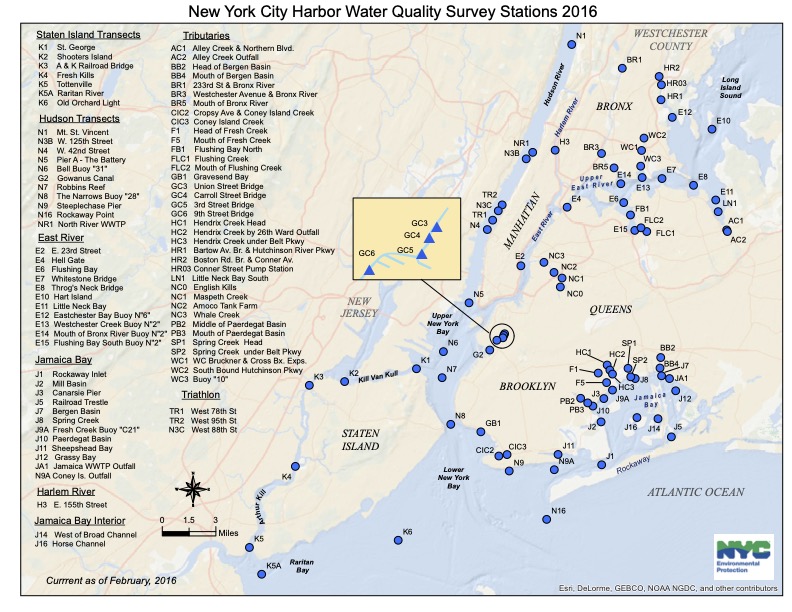 New York City Harbor Water Quality Survey Stations 2016
Staten Island Transects
K1 St. George
K2 Shooters Island
K3 A & K Railroad Bridge
K4 Fresh Kills
K5 Tottenville
K5A Raritan River
K6 Old Orchard Light
Hudson Transects
N1 Mt. St. Vincent
N3B W. 125th Street
N4 W. 42nd Street
N5 Pier A - The Battery
N6 Bell Buoy "31"
G2 Gowanus Canal
N7 Robbins Reef
N8 The Narrows Buoy "28"
N9 Steeplechase Pier
N16 Rockaway Point
NR1 North River WWTP
East River
E2 E. 23rd Street
E4 Hell Gate
E6 Flushing Bay
E7 Whitestone Bridge
E8 Throg's Neck Bridge
E10 Hart Island
E11 Little Neck Bay
E12 Eastchester Bay Buoy N"6"
E13 Westchester Creek Buoy N"2"
E14 Mouth of Bronx River Buoy N"2"
E15 Flushing Bay South Buoy N"2"
Jamaica Bay
J1 Rockaway Inlet
J2 Mill Basin
J3 Canarsie Pier
J5 Railroad Trestle
J7 Bergen Basin
J8 Spring Creek
J9A Fresh Creek Buoy "C21"
J10 Paerdegat Basin
J11 Sheepshead Bay
J12 Grassy Bay
JA1 Jamaica WWTP Outfall
N9A Coney Is. Outfall
Harlem River
H3 E. 155th Street
Jamaica Bay Interior
J14 West of Broad Channel
J16 Horse Channel
Currrent as of February, 2016
Tributaries
AC1 Alley Creek & Northern Blvd.
AC2 Alley Creek Outfall
BB2 Head of Bergen Basin
BB4 Mouth of Bergen Basin
BR1 233rd St & Bronx River
BR3 Westchester Avenue & Bronx River
BR5 Mouth of Bronx River
CIC2 Cropsy Ave & Coney Island Creek
CIC3 Coney Island Creek
F1 Head of Fresh Creek
F5 Mouth of Fresh Creek
FB1 Flushing Bay North
FLC1 Flushing Creek
FLC2 Mouth of Flushing Creek
GB1 Gravesend Bay
GC3 Union Street Bridge
GC4 Carroll Street Bridge
GC5 3rd Street Bridge
GC6 9th Street Bridge
HC1 Hendrix Creek Head
HC2 Hendrix Creek by 26th Ward Outfall
HC3 Hendrix Creek under Belt Pkwy
HR1 Bartow Av. Br. & Hutchinson River Pkwy
HR2 Boston Rd. Br. & Conner Av.
HR03 Conner Street Pump Station
LN1 Little Neck Bay South
NC0 English Kills
NC1 Maspeth Creek
NC2 Amoco Tank Farm
NC3 Whale Creek
PB2 Middle of Paerdegat Basin
PB3 Mouth of Paerdegat Basin
SP1 Spring Creek Head
SP2 Spring Creek under Belt Pkwy
WC1 WC Bruckner & Cross Bx. Exps.
WC2 South Bound Hutchinson Pkwy
WC3 Buoy "10"
Triathlon
TR1 West 78th St
TR2 West 95th St
N3C West 88th St
0 1.5 3
Miles
GC3
GC4
GC5
GC6
WESTCHESTER
COUNTY
N1
BR1
HR2
HR03
HR1
Long
Island
Sound
Hudson River
Harlem River
BRONX
E12
E10
WC2
NR1
N3B
H3
BR3
WC1
WC3
BR5
E14
E7
E13
E8
Upper
East River
TR2
N3C
TR1
N4
MANHATTAN
East River
E4
E6
FB1
FLC2
E15
FLC1
E11
LN1
AC1
AC2
E2
NC3
NC2
NC1
NC0
NEW
JERSEY
N5
QUEENS
Upper
New York
Bay
N6
G2
N7
K1
Kill Van Kull
K2
K3
BROOKLYN
HC1
HC2
SP1
SP2
BB2
BB4
J7
F1
F5
HC3
J8
JA1
J3
J9A
J12
PB2
PB3
J10
Jamaica
Bay
J2
J16
J14
J5
STATEN
ISLAND
N8
GB1
CIC2
CIC3
N9
J11
N9A
J1
Rockaway
Lower
New York
Bay
K4
Arthur Kill
ATLANTIC OCEAN
N16
K5
K6
K5A
Raritan
Bay
NYC
Environmental
Protection
Esri, DeLorme, GEBCO, NOAA NGDC, and other contributors